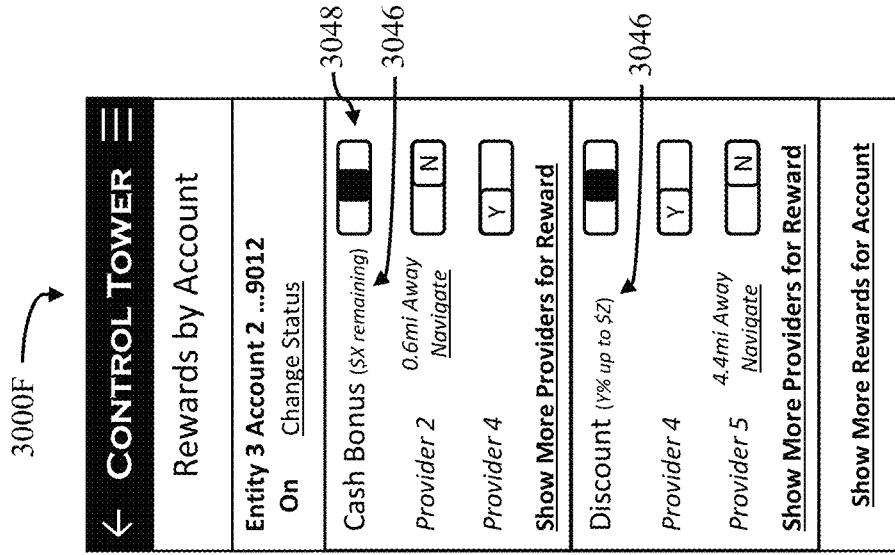 3000F
← CONTROL TOWER
Rewards by Account
Entity 3 Account 2 ...9012
On Change Status
Cash Bonus ($X remaining)
3048
3046
Provider 2 0.6mi Away N
Navigate
Provider 4 Y
Show More Providers for Reward
Discount (Y% up to $Z)
3046
Provider 4 Y
Provider 5 4.4mi Away N
Navigate
Show More Providers for Reward
Show More Rewards for Account